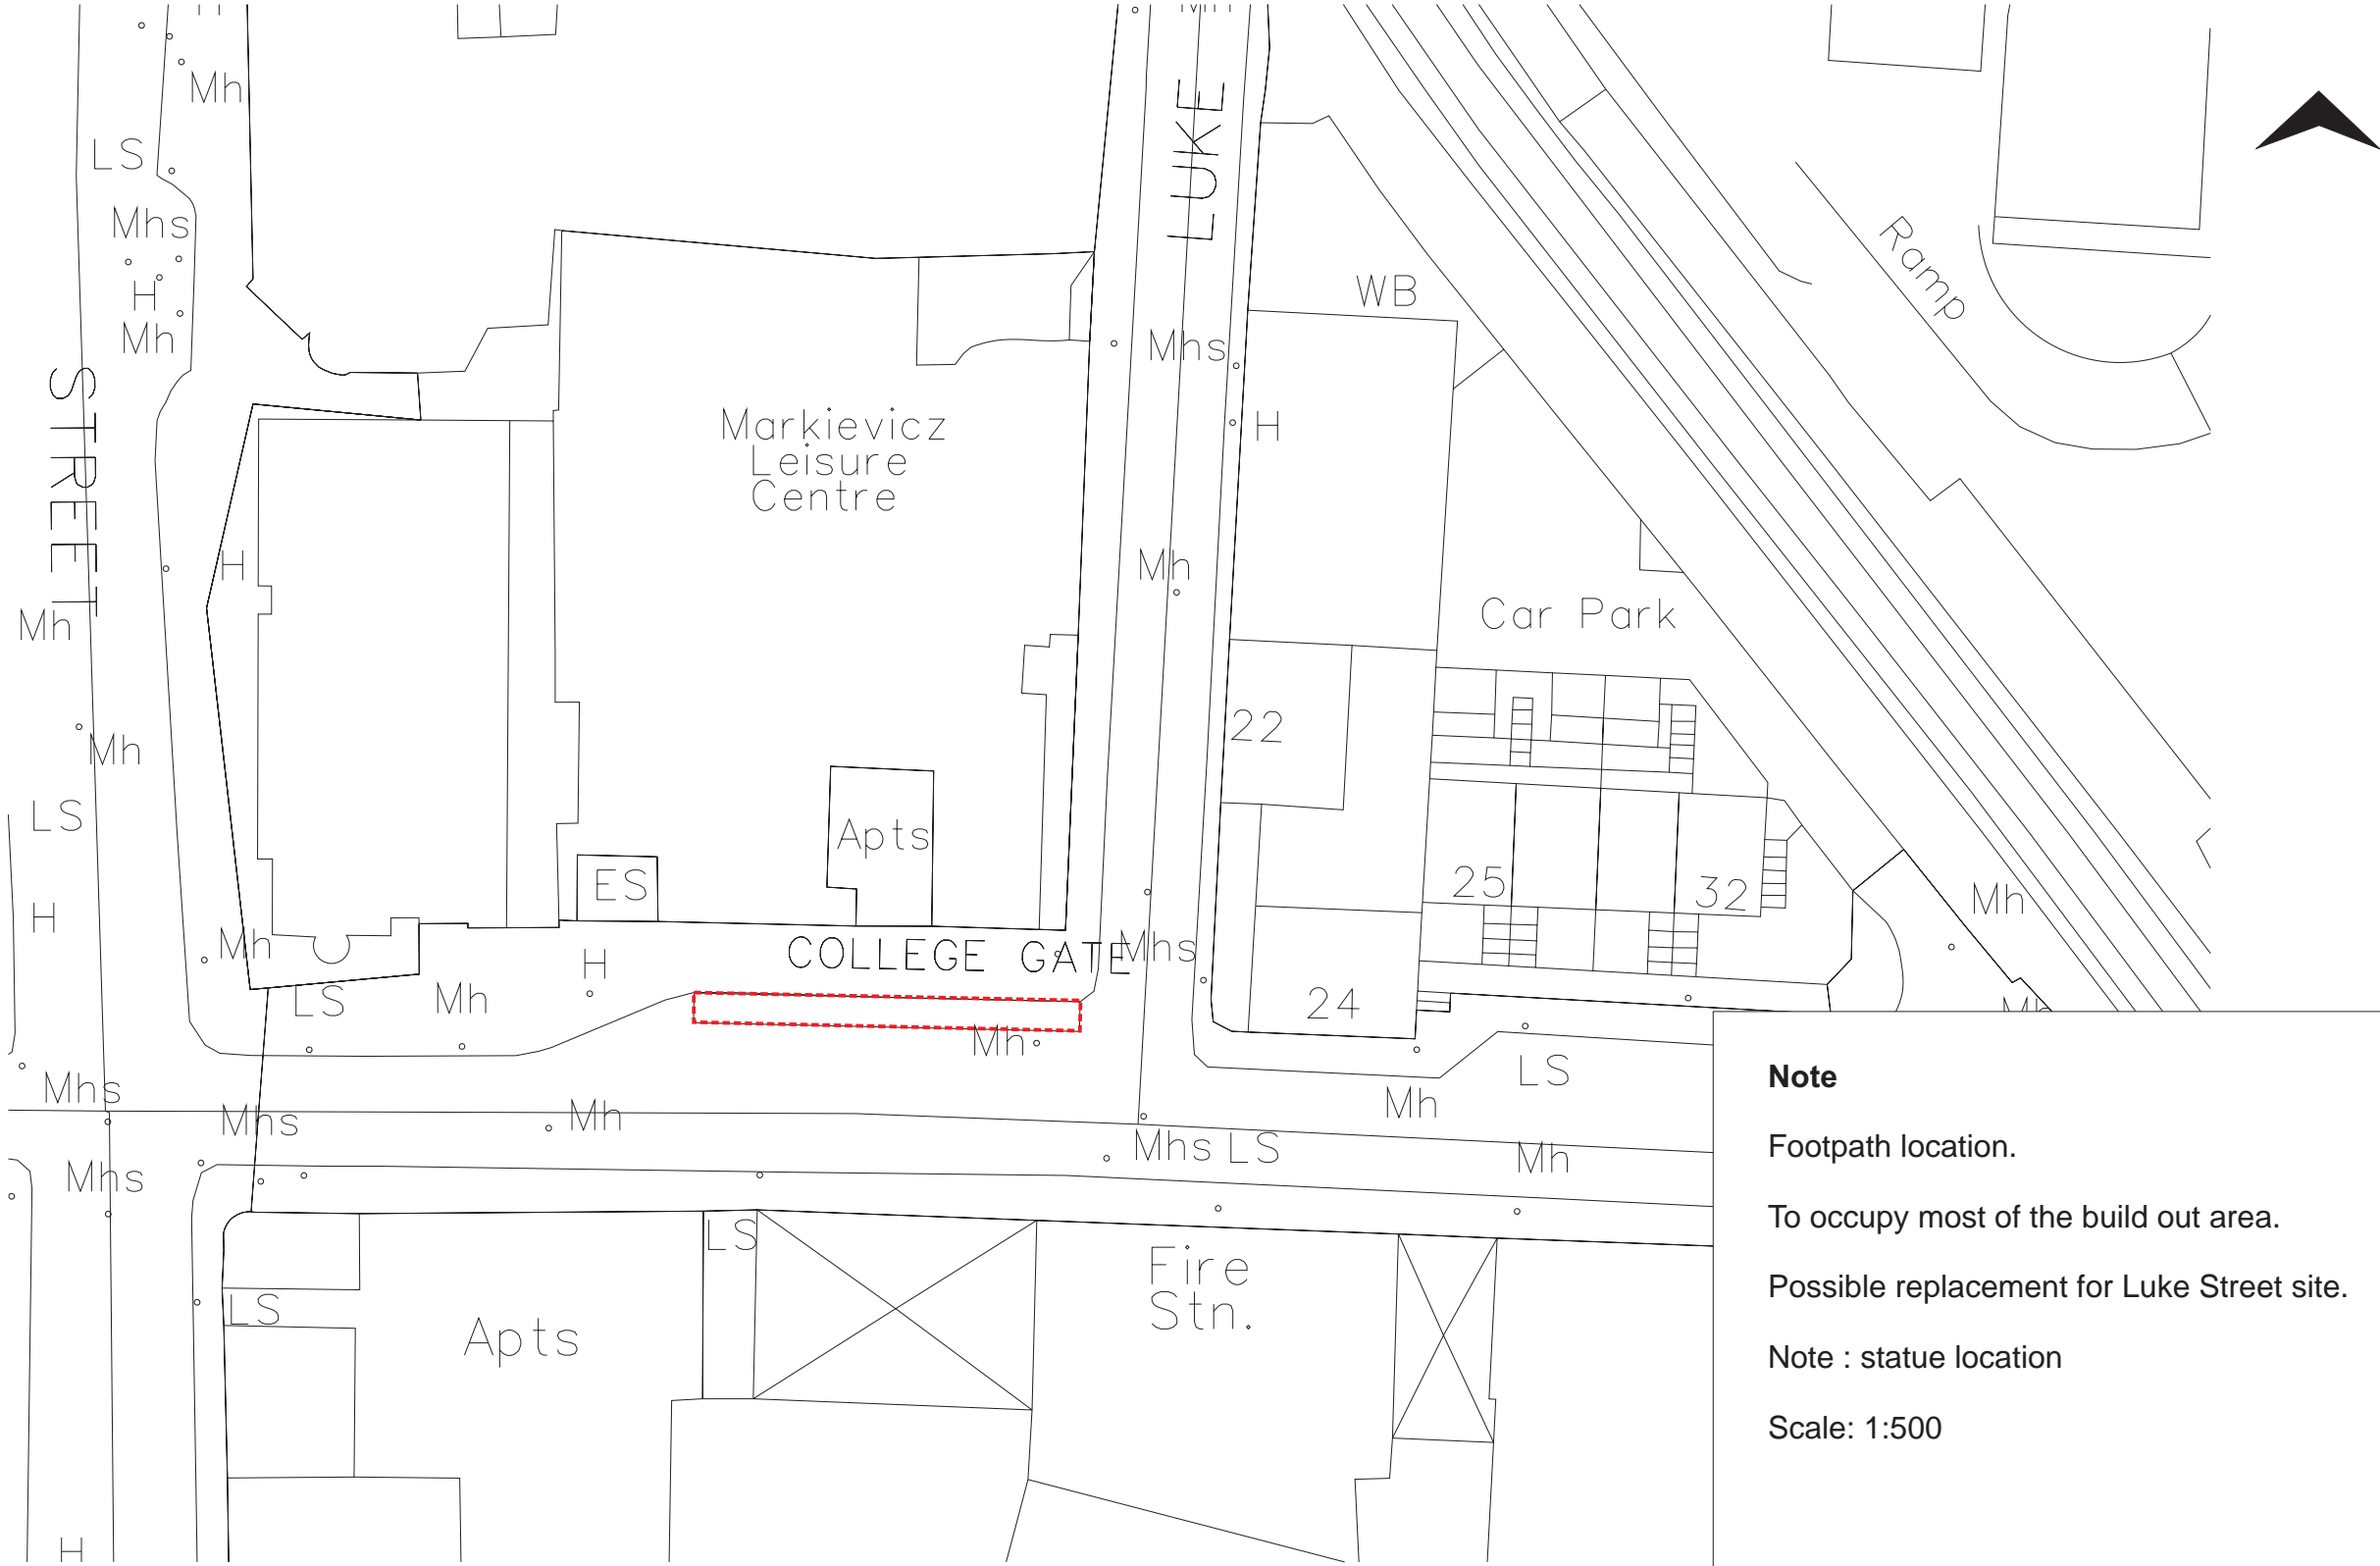 Mh
LS
Mhs
H
Mh
STREET
LUKE
WB
Ramp
Mhs
H
Markievicz
Leisure
Centre
H
Mh
Mh
Car Park
22
Mh
LS
Apts
ES
25
32
H
Mh
H
COLLEGE GATE
Mhs
Mh
LS
Mh
24
Mh
Mh
LS
Mhs
Mhs
Mh
Mh
Mhs
Mhs LS
Mh
LS
Fire
Stn.
LS
Apts
H
Note
Footpath location.
To occupy most of the build out area.
Possible replacement for Luke Street site.
Note : statue location
Scale: 1:500